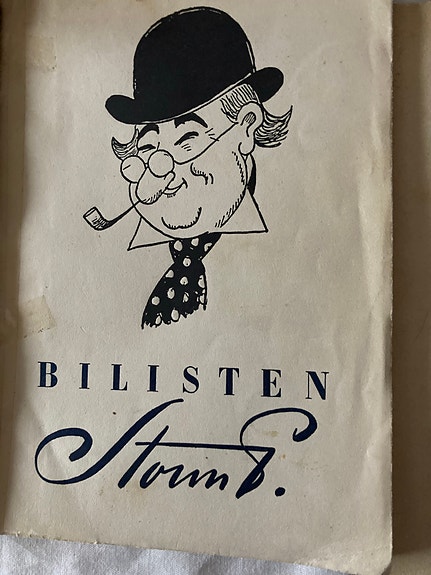 BILISTEN
Storm P.